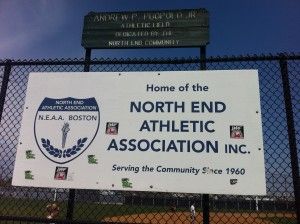 ANDREW P. PUOPOLO JR
ATHLETIC FIELD
DEDICATED BY THE
NORTH END COMMUNITY
NORTH END
ATHLETIC ASSOCIATION
N.E.A.A. BOSTON
Home of the
NORTH END
ATHLETIC
ASSOCIATION INC.
Serving the Community Since 1960